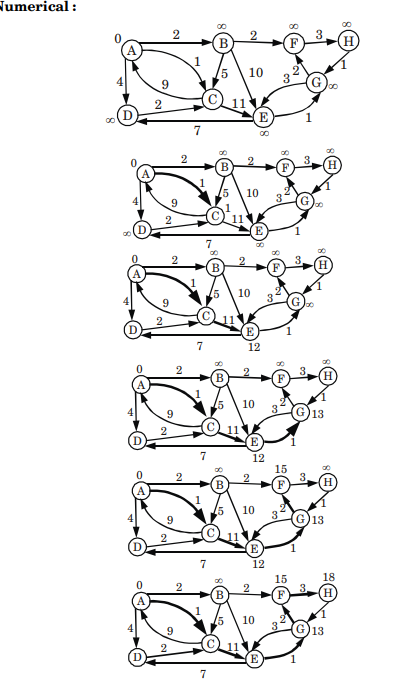 Numerical :
∞ ∞ ∞
0 2 2 3
A B F H
1 5 10 1
4 9 3 2 G ∞
2 C 11
∞ D E 1
7 ∞
∞ ∞ ∞
0 2 2 3
A B F H
1 5 10 1
4 9 1 3 2 G ∞
2 C 11
∞ D E 1
7 ∞
∞ ∞ ∞
0 2 2 3
A B F H
1 5 10 1
4 9 3 2 G ∞
2 C 11
D E 1
7 12
∞ ∞ ∞
0 2 2 3
A B F H
1 5 10 1
4 9 3 2 G 13
2 C 11
D E 1
7 12
∞ 15 ∞
0 2 2 3
A B F H
1 5 10 1
4 9 3 2 G 13
2 C 11
D E 1
7 12
∞ 15 18
0 2 2 3
A B F H
1 5 10 1
4 9 3 2 G 13
2 C 11
D E 1
7